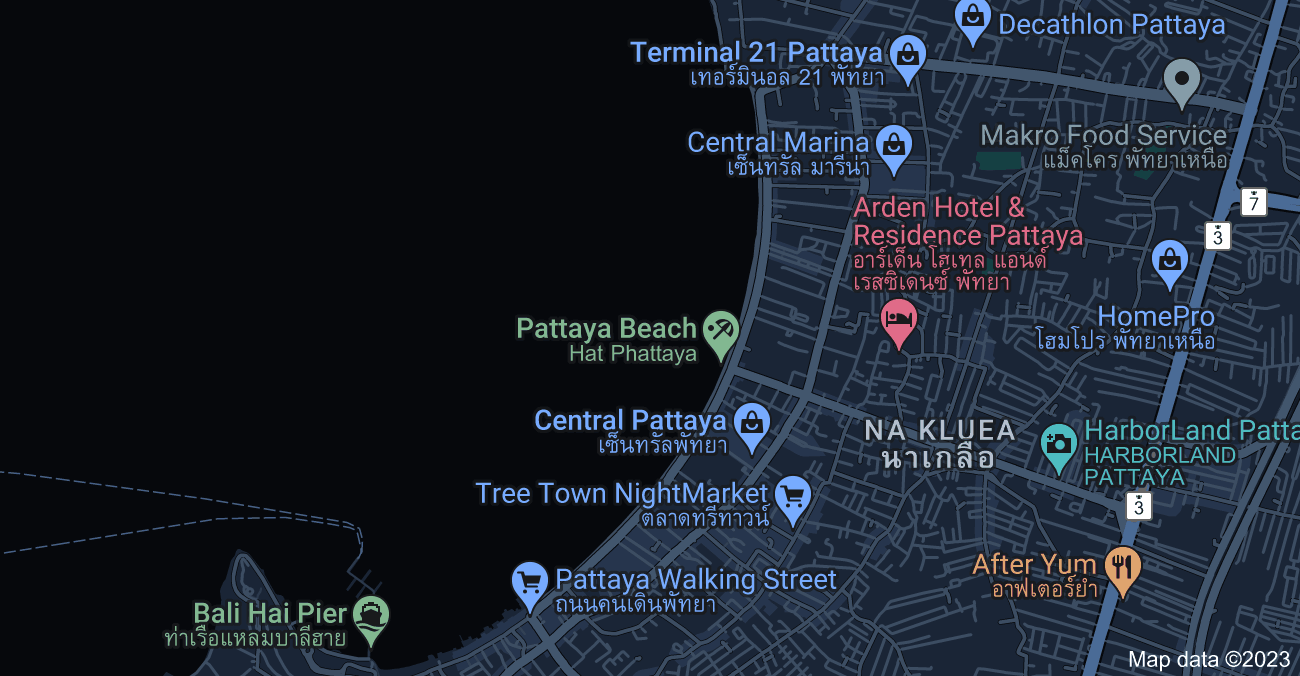 Decathlon Pattaya
Terminal 21 Pattaya
เทอร์มินอล 21 พัทยา
Makro Food Service
แม็คโคร พัทยาเหนือ
Central Marina
เซ็นทรัล มารีน่า
7
Arden Hotel &
Residence Pattaya
อาร์เด็น โฮเทล แอนด์
เรสซิเดนซ์ พัทยา
3
HomePro
โฮมโปร พัทยาเหนือ
Pattaya Beach
Hat Phattaya
Central Pattaya
เซ็นทรัลพัทยา
NA KLUEA
นาเกลือ
HarborLand Patta
HARBORLAND
PATTAYA
Tree Town NightMarket
ตลาดทรีทาวน์
3
After Yum
อาฟเตอร์ยำ
Pattaya Walking Street
ถนนคนเดินพัทยา
Bali Hai Pier
ท่าเรือแหลมบาลีฮาย
Map data ©2023